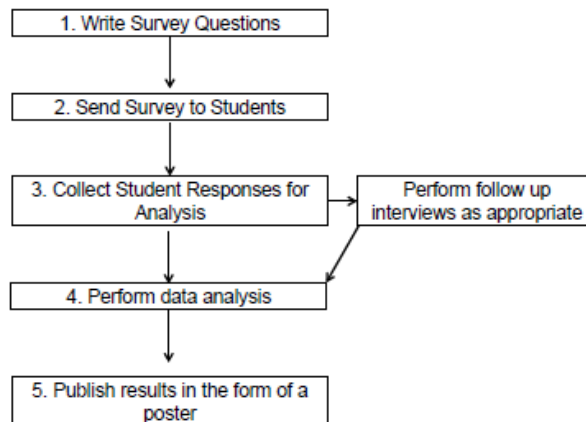 1. Write Survey Questions
2. Send Survey to Students
3. Collect Student Responses for
Analysis
Perform follow up
interviews as appropriate
4. Perform data analysis
5. Publish results in the form of a
poster